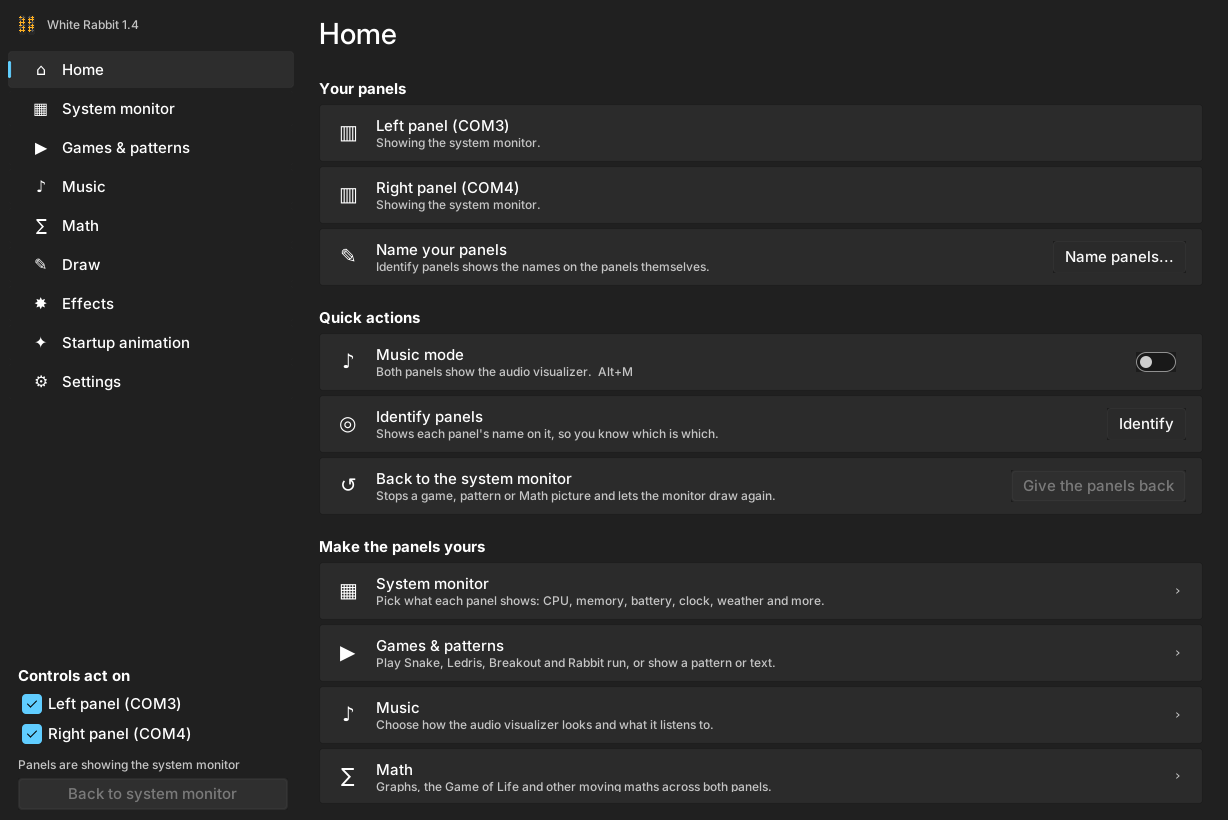 White Rabbit 1.4
Home
System monitor
Games & patterns
Music
Math
Draw
Effects
Startup animation
Settings
Controls act on
Left panel (COM3)
Right panel (COM4)
Panels are showing the system monitor
Back to system monitor
Home
Your panels
Left panel (COM3)
Showing the system monitor.
Right panel (COM4)
Showing the system monitor.
Name your panels
Identify panels shows the names on the panels themselves.
Name panels...
Quick actions
Music mode
Both panels show the audio visualizer.  Alt+M
Identify panels
Shows each panel's name on it, so you know which is which.
Identify
Back to the system monitor
Stops a game, pattern or Math picture and lets the monitor draw again.
Give the panels back
Make the panels yours
System monitor
Pick what each panel shows: CPU, memory, battery, clock, weather and more.
Games & patterns
Play Snake, Ledris, Breakout and Rabbit run, or show a pattern or text.
Music
Choose how the audio visualizer looks and what it listens to.
Math
Graphs, the Game of Life and other moving maths across both panels.